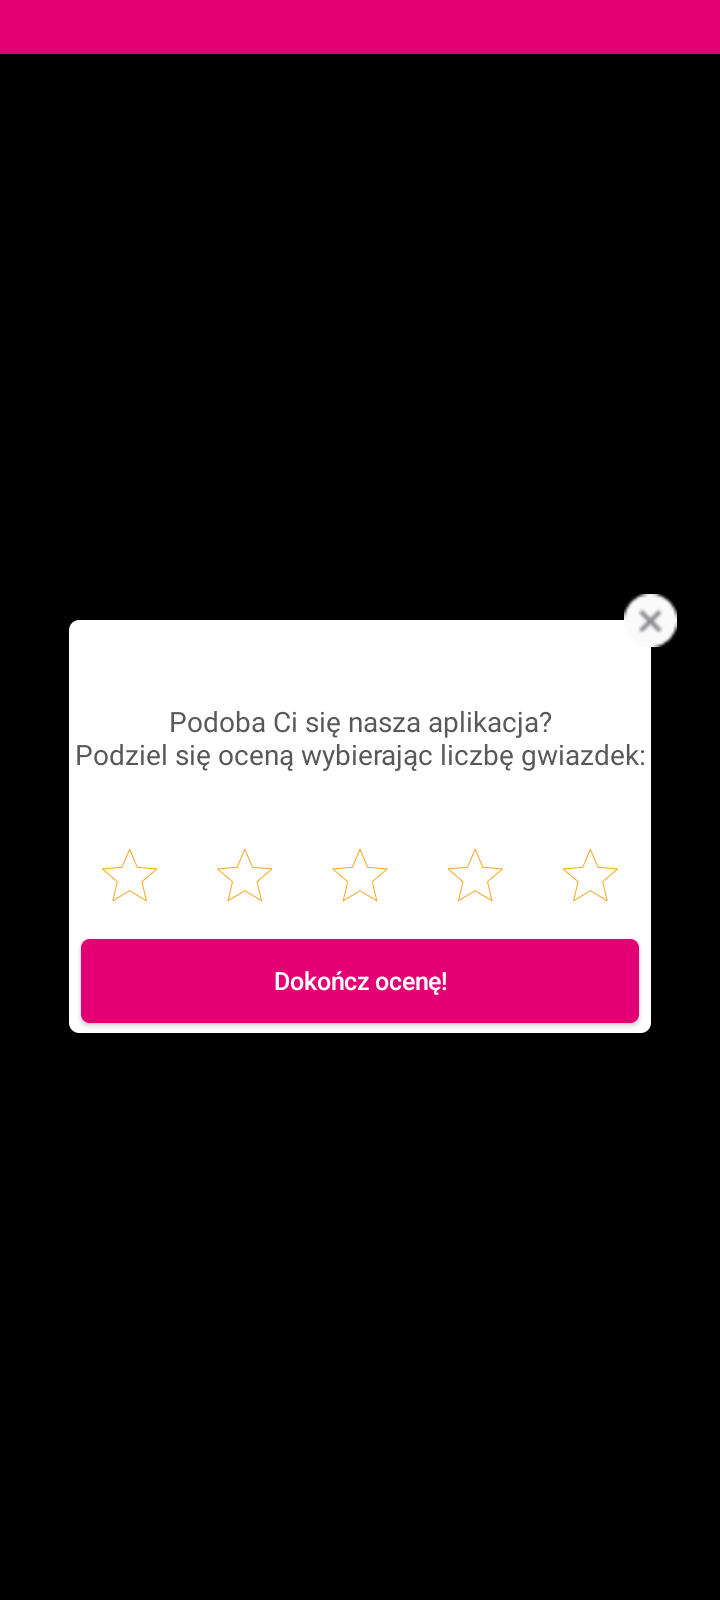 Podoba Ci się nasza aplikacja?
Podziel się oceną wybierając liczbę gwiazdek:
Dokończ ocenę!